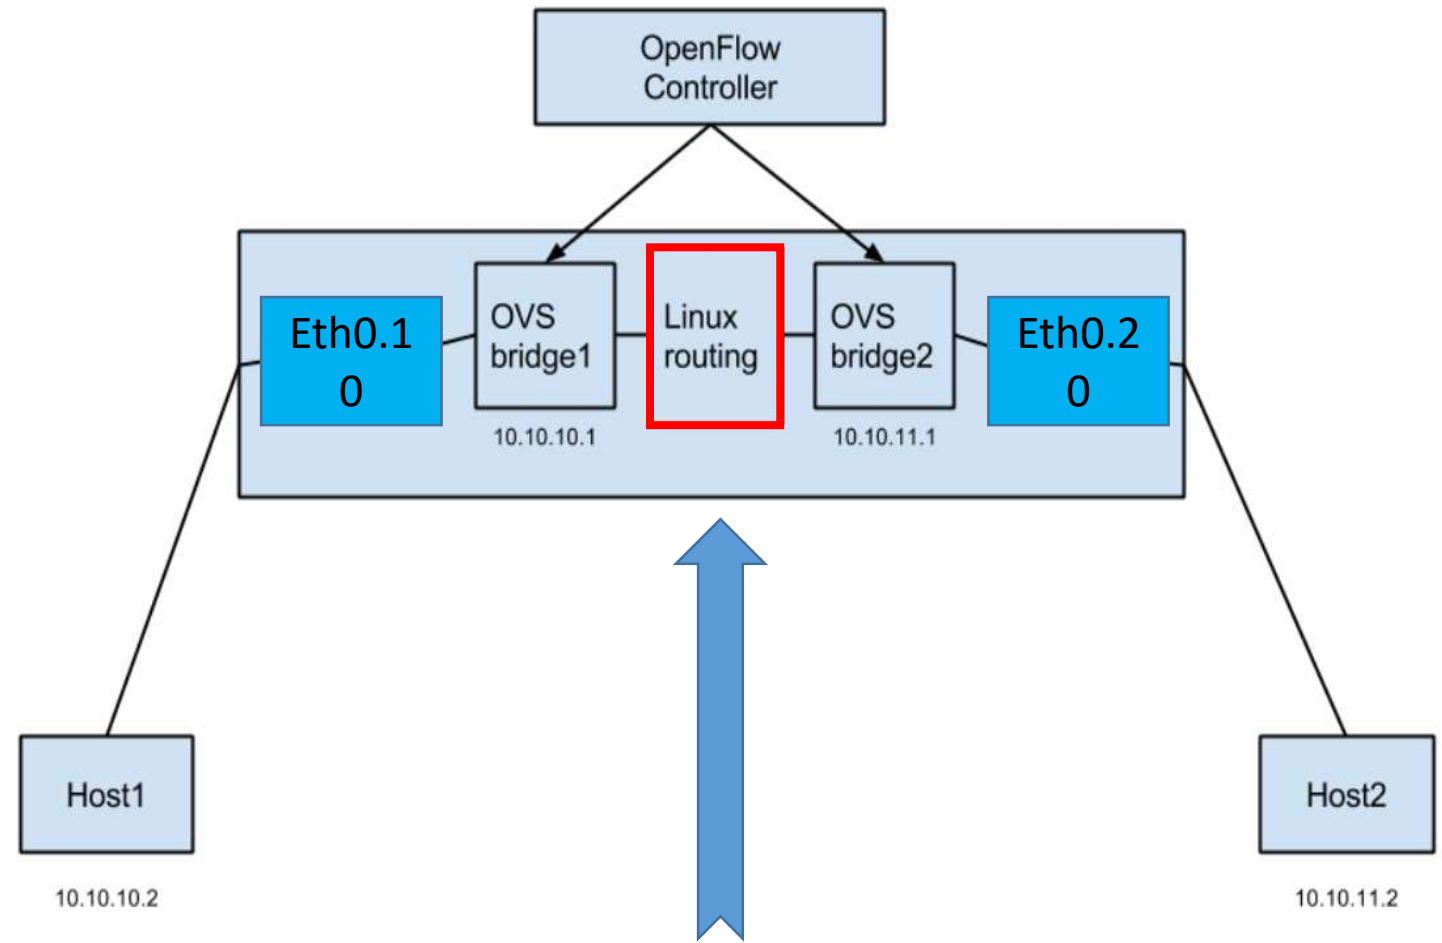 OpenFlow
Controller
Eth0.1
0
OVS
bridge1
Linux
routing
OVS
bridge2
Eth0.2
0
10.10.10.1
10.10.11.1
Host1
Host2
10.10.10.2
10.10.11.2